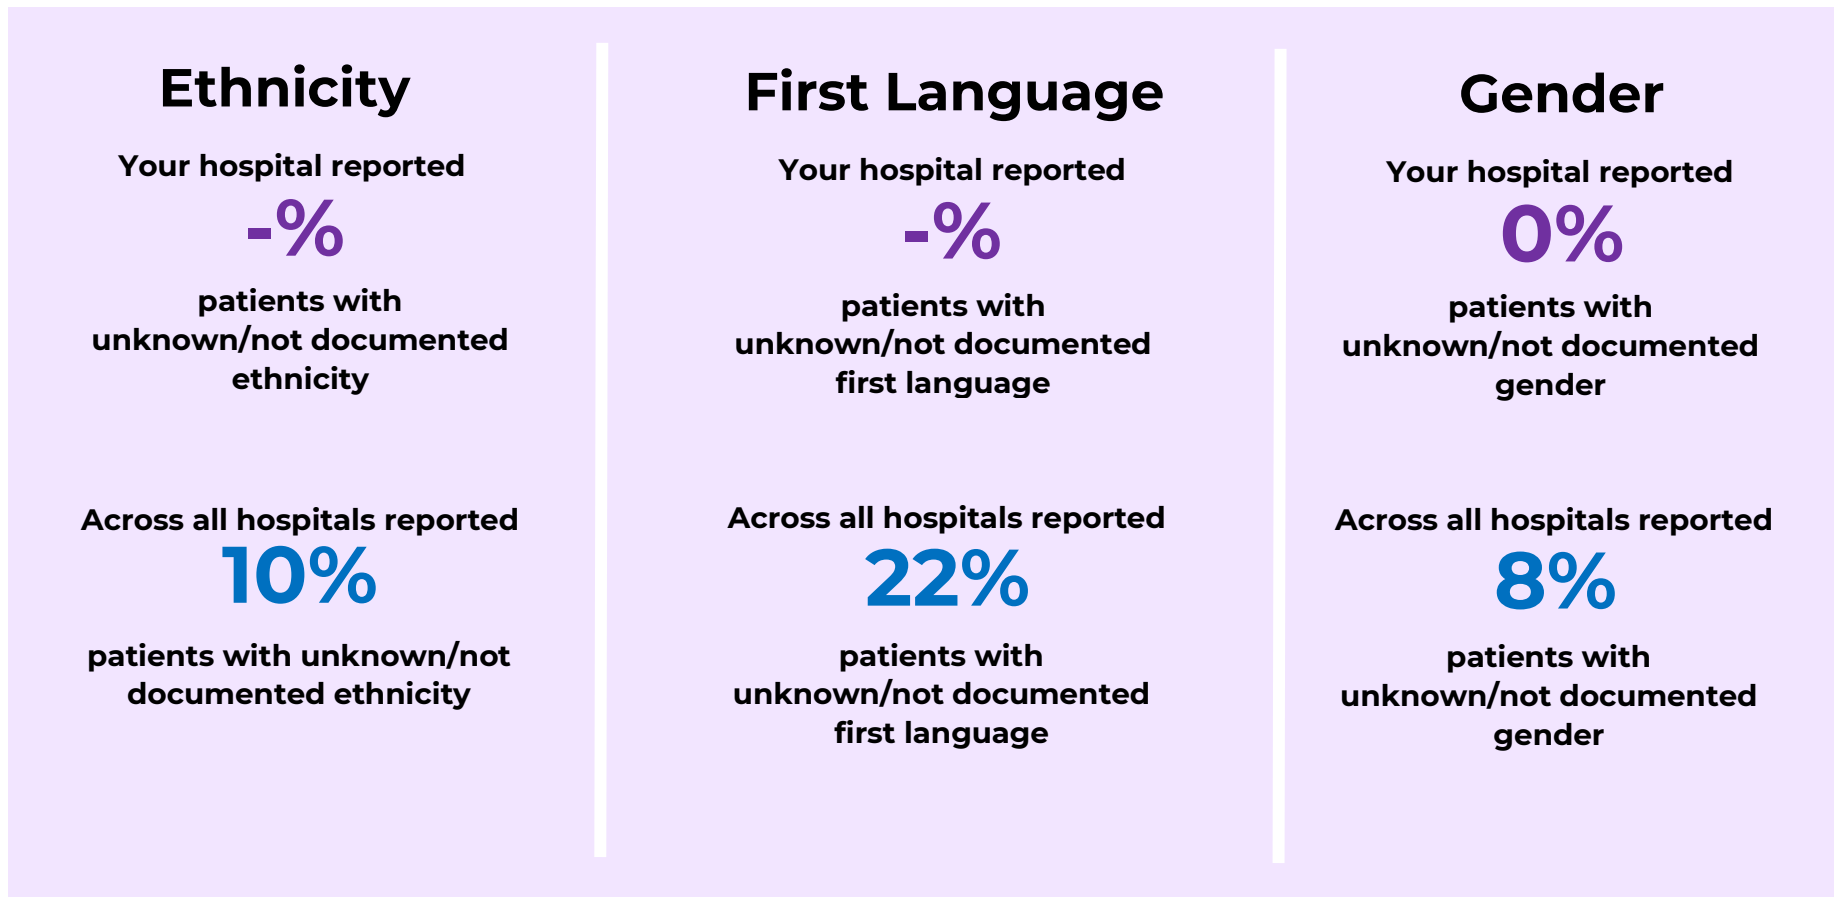 Ethnicity
Your hospital reported
-%
patients with
unknown/not documented
ethnicity
Across all hospitals reported
10%
patients with unknown/not
documented ethnicity
First Language
Your hospital reported
-%
patients with
unknown/not documented
first language
Across all hospitals reported
22%
patients with
unknown/not documented
first language
Gender
Your hospital reported
0%
patients with
unknown/not documented
gender
Across all hospitals reported
8%
patients with
unknown/not documented
gender